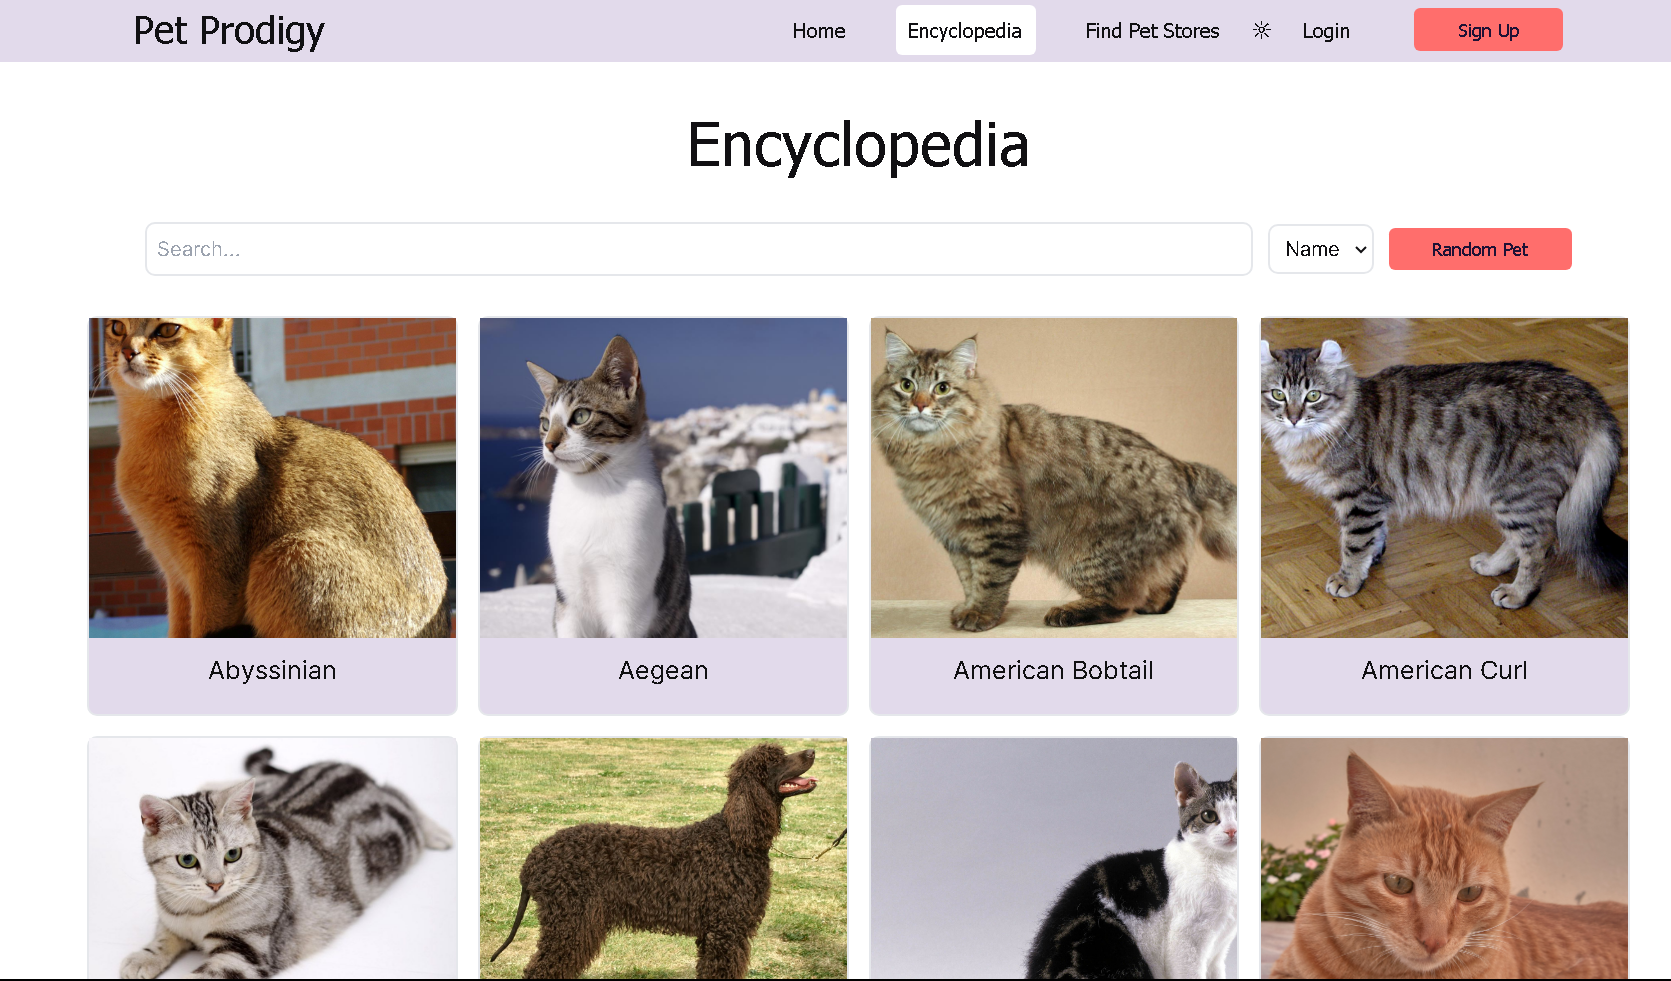 Pet Prodigy
Home
Encyclopedia
Find Pet Stores
Login
Sign Up
Encyclopedia
Search...
Name
Random Pet
Abyssinian
Aegean
American Bobtail
American Curl